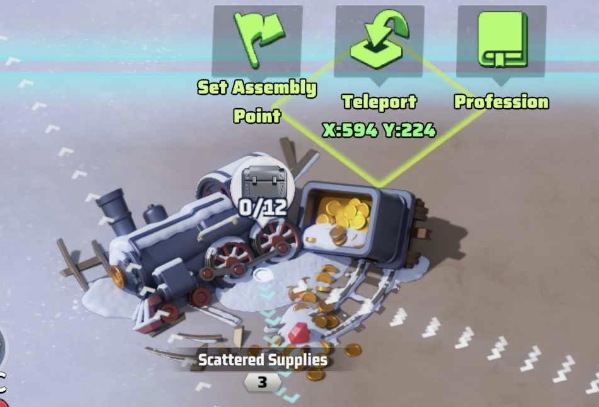 Set Assembly
Point
Teleport
Profession
X:594 Y:224
0/12
Scattered Supplies
3